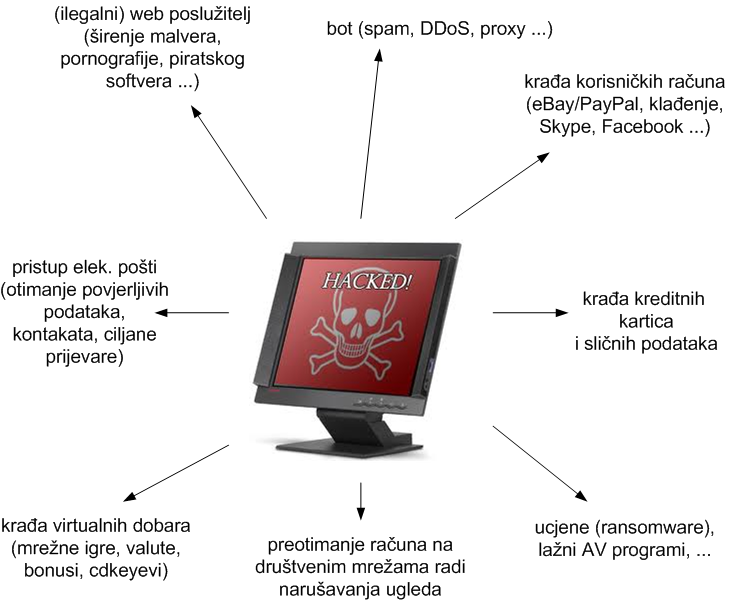 (ilegalni) web poslužitelj
(širenje malvera,
pornografije, piratskog
softvera ...)
bot (spam, DDoS, proxy ...)
krađa korisničkih računa
(eBay/PayPal, klađenje,
Skype, Facebook ...)
pristup elek. pošti
(otimanje povjerljivih
podataka,
kontakata, ciljane
prijevare)
HACKED!
krađa kreditnih
kartica
i sličnih podataka
krađa virtualnih dobara
(mrežne igre, valute,
bonusi, cdkeyevi)
preotimanje računa na
društvenim mrežama radi
narušavanja ugleda
ucjene (ransomware),
lažni AV programi, ...